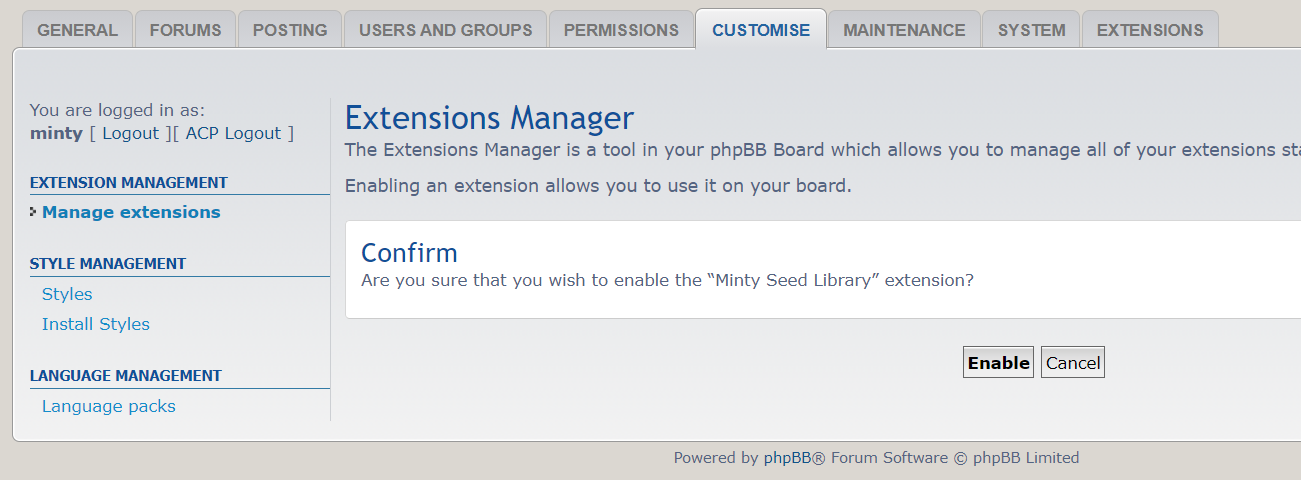 GENERAL FORUMS POSTING USERS AND GROUPS PERMISSIONS CUSTOMISE MAINTENANCE SYSTEM EXTENSIONS
You are logged in as:
minty [ Logout ][ ACP Logout ]
EXTENSION MANAGEMENT
Manage extensions
STYLE MANAGEMENT
Styles
Install Styles
LANGUAGE MANAGEMENT
Language packs
Extensions Manager
The Extensions Manager is a tool in your phpBB Board which allows you to manage all of your extensions sta
Enabling an extension allows you to use it on your board.
Confirm
Are you sure that you wish to enable the “Minty Seed Library” extension?
Enable Cancel
Powered by phpBB® Forum Software © phpBB Limited